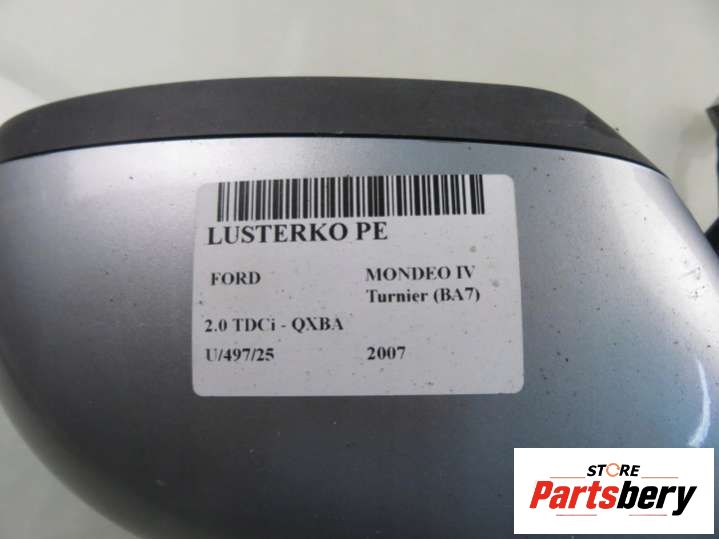 LUSTERKO PE
FORD MONDEO IV
Turnier (BA7)
2.0 TDCi - QXBA
U/497/25 2007
STORE
Partsbery